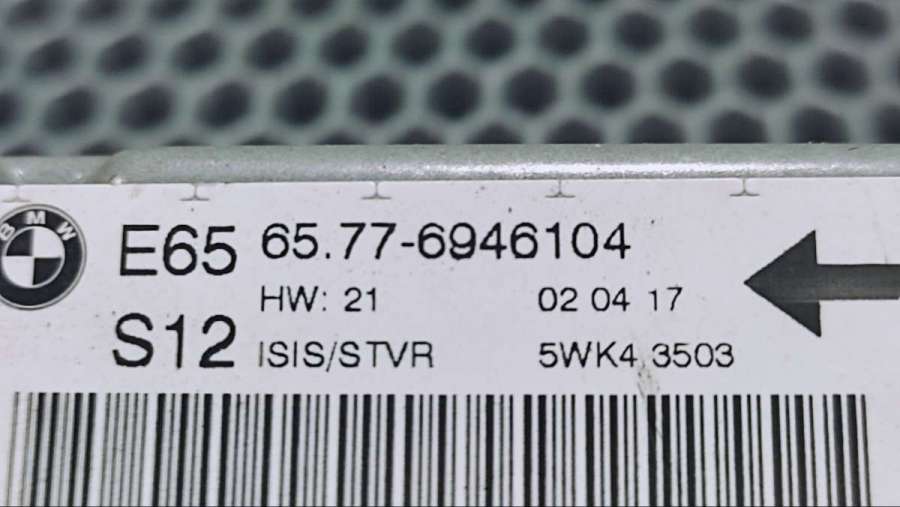 BMW
E65 65.77-6946104
HW: 21 02 04 17
S12 ISIS/STVR 5WK4 3503